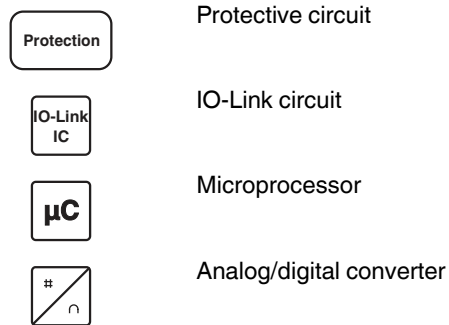 Protection
Protective circuit
IO-Link
IC
IO-Link circuit
µC
Microprocessor
#
∩
Analog/digital converter